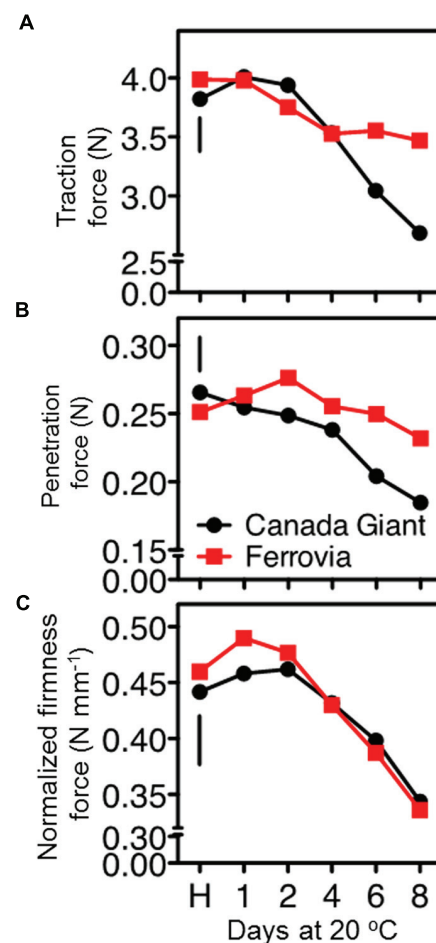 A
Traction
force (N)
4.0
3.5
3.0
2.5
0.0
B
Penetration
force (N)
0.30
0.25
0.20
0.15
0.00
Canada Giant
Ferrovia
C
Normalized firmness
force (N mm⁻¹)
0.50
0.45
0.40
0.35
0.30
0.00
H 1 2 4 6 8
Days at 20 °C